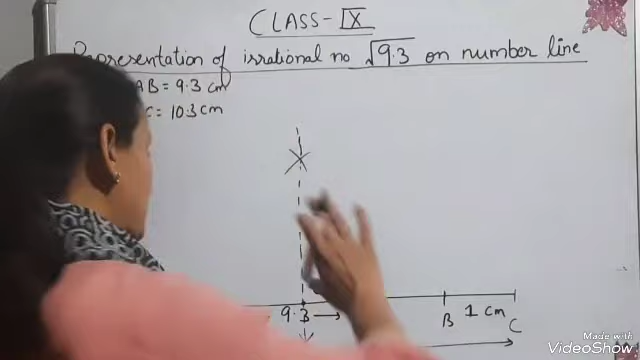 CLASS-IX
Representation of irrational no √9.3 on number line
AB = 9.3 cm
C = 10.3 cm
9.3 →
B 1 cm C
Made with
VideoShow